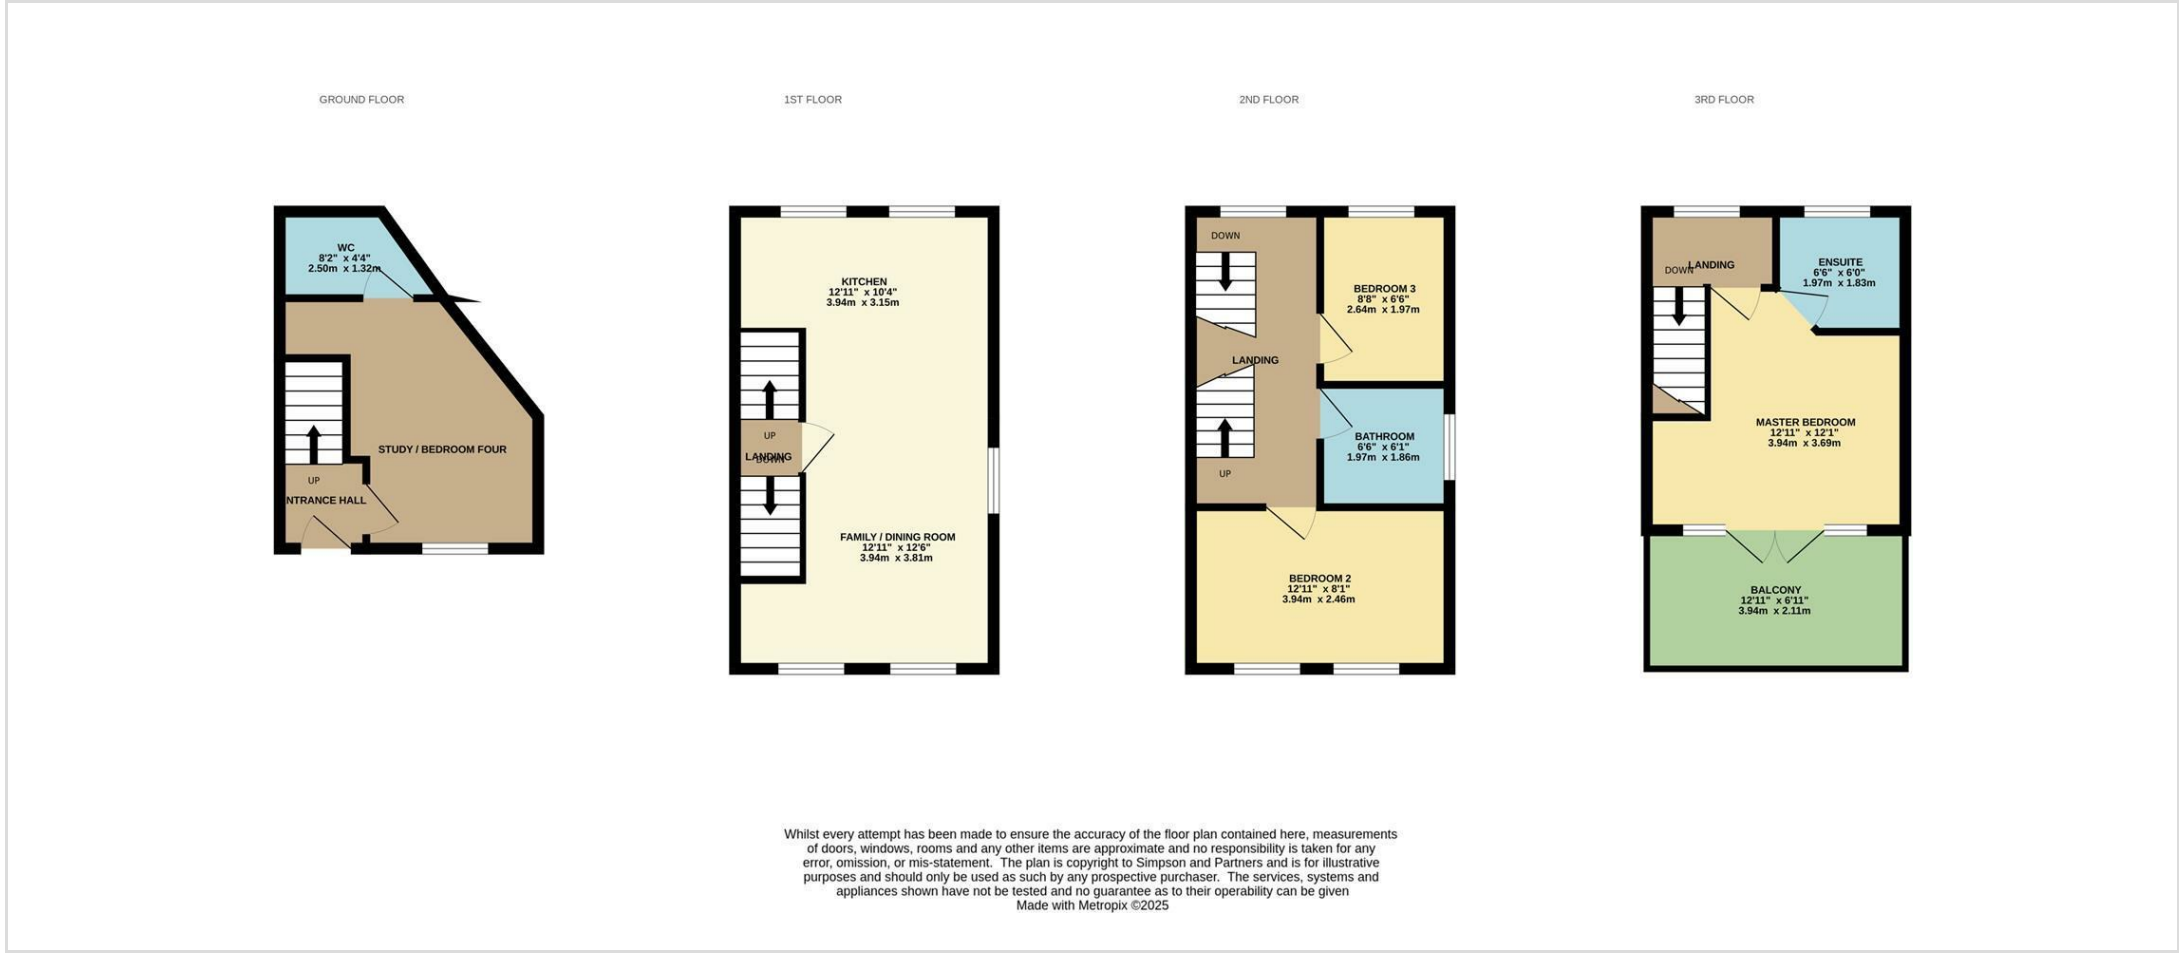 GROUND FLOOR
WC
8'2" x 4'4"
2.50m x 1.32m
STUDY / BEDROOM FOUR
UP
NTRANCE HALL
1ST FLOOR
KITCHEN
12'11" x 10'4"
3.94m x 3.15m
UP
LANDING
DOWN
FAMILY / DINING ROOM
12'11" x 12'6"
3.94m x 3.81m
2ND FLOOR
DOWN
BEDROOM 3
8'8" x 6'6"
2.64m x 1.97m
LANDING
BATHROOM
6'6" x 6'1"
1.97m x 1.86m
UP
BEDROOM 2
12'11" x 8'1"
3.94m x 2.46m
3RD FLOOR
LANDING
DOWN
ENSUITE
6'6" x 6'0"
1.97m x 1.83m
MASTER BEDROOM
12'11" x 12'1"
3.94m x 3.69m
BALCONY
12'11" x 6'11"
3.94m x 2.11m
Whilst every attempt has been made to ensure the accuracy of the floor plan contained here, measurements
of doors, windows, rooms and any other items are approximate and no responsibility is taken for any
error, omission, or mis-statement. The plan is copyright to Simpson and Partners and is for illustrative
purposes and should only be used as such by any prospective purchaser. The services, systems and
appliances shown have not be tested and no guarantee as to their operability can be given
Made with Metropix ©2025